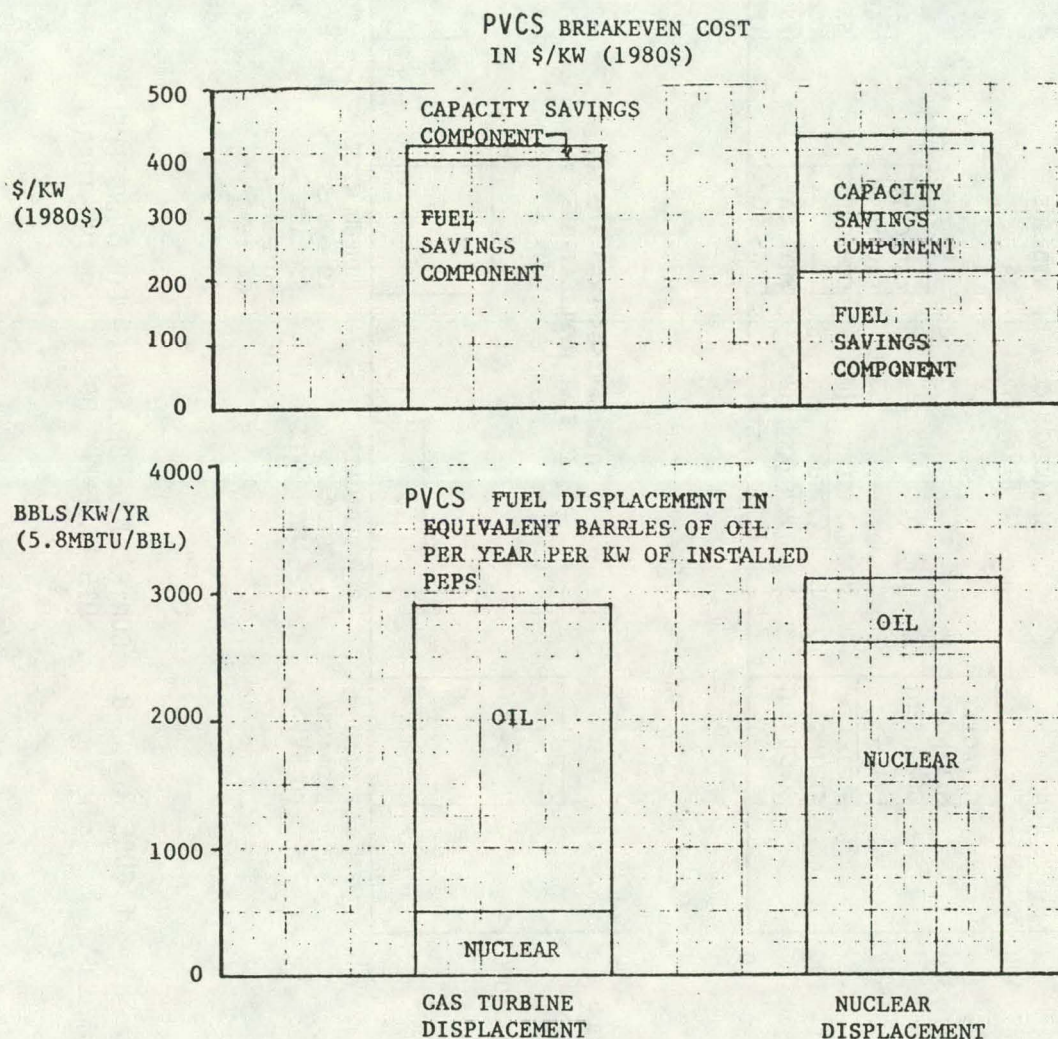 PVCS BREAKEVEN COST
IN $/KW (1980$)
500
400
300
200
100
0
$/KW
(1980$)
CAPACITY SAVINGS
COMPONENT
FUEL
SAVINGS
COMPONENT
CAPACITY
SAVINGS
COMPONENT
FUEL
SAVINGS
COMPONENT
4000
3000
2000
1000
0
BBLS/KW/YR
(5.8MBTU/BBL)
PVCS FUEL DISPLACEMENT IN
EQUIVALENT BARRLES OF OIL
PER YEAR PER KW OF INSTALLED
PEPS
OIL
NUCLEAR
OIL
NUCLEAR
GAS TURBINE
DISPLACEMENT
NUCLEAR
DISPLACEMENT